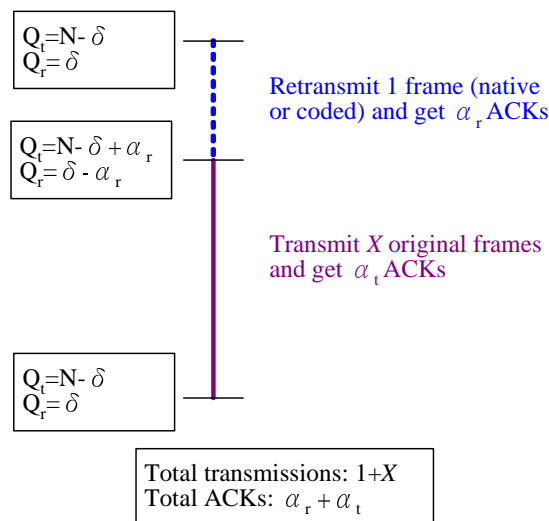 Qt=N- δ
Qr= δ
Retransmit 1 frame (native
or coded) and get αr ACKs
Qt=N- δ + αr
Qr= δ - αr
Transmit X original frames
and get αt ACKs
Qt=N- δ
Qr= δ
Total transmissions: 1+X
Total ACKs: αr + αt